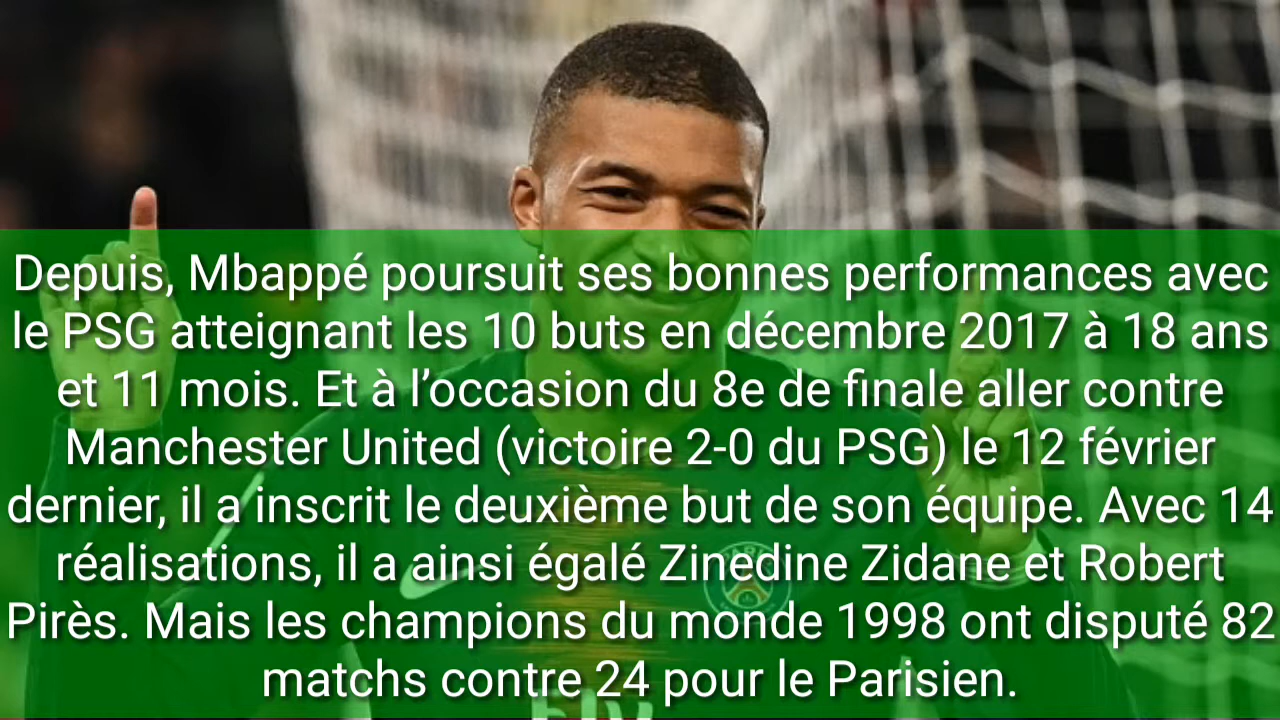 Depuis, Mbappé poursuit ses bonnes performances avec
le PSG atteignant les 10 buts en décembre 2017 à 18 ans
et 11 mois. Et à l’occasion du 8e de finale aller contre
Manchester United (victoire 2-0 du PSG) le 12 février
dernier, il a inscrit le deuxième but de son équipe. Avec 14
réalisations, il a ainsi égalé Zinedine Zidane et Robert
Pirès. Mais les champions du monde 1998 ont disputé 82
matchs contre 24 pour le Parisien.
PARIS
Fly